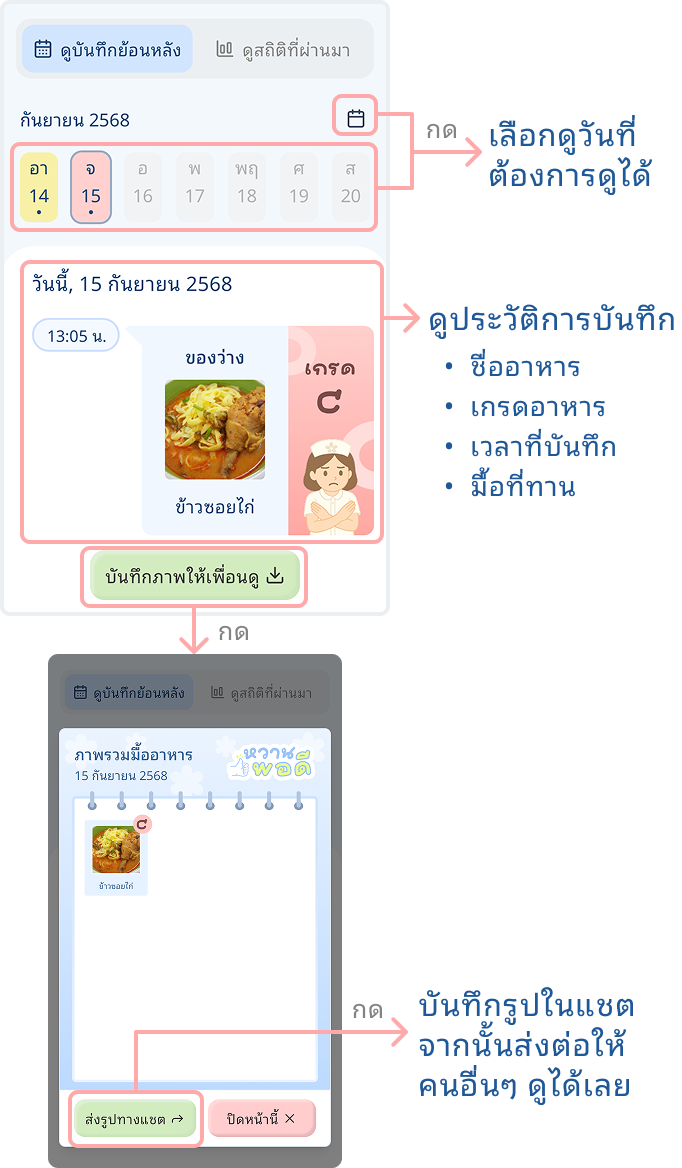 ดูบันทึกย้อนหลัง
ดูสถิติที่ผ่านมา
กันยายน 2568
กด
เลือกดูวันที่
ต้องการดูได้
อา จ อ พ พฤ ศ ส
14 15 16 17 18 19 20
วันนี้, 15 กันยายน 2568
13:05 น.
ของว่าง
ข้าวซอยไก่
เกรด
C
ดูประวัติการบันทึก
• ชื่ออาหาร
• เกรดอาหาร
• เวลาที่บันทึก
• มื้อที่ทาน
บันทึกภาพให้เพื่อนดู
กด
ดูบันทึกย้อนหลัง
ดูสถิติที่ผ่านมา
ภาพรวมมื้ออาหาร
15 กันยายน 2568
หวาน
พอดี
C
ข้าวซอยไก่
กด
บันทึกรูปในแชต
จากนั้นส่งต่อให้
คนอื่นๆ ดูได้เลย
ส่งรูปทางแชต
ปิดหน้านี้